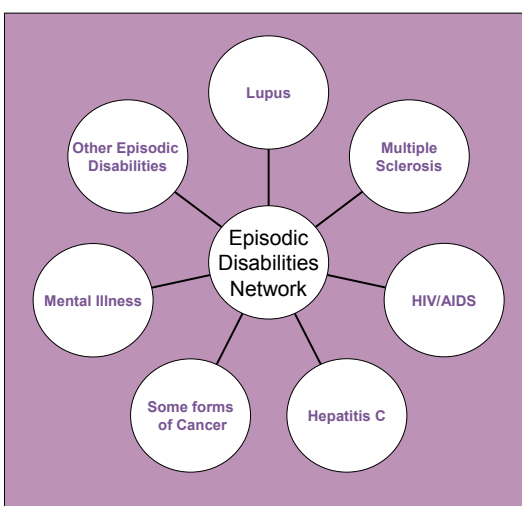 Lupus
Multiple
Sclerosis
HIV/AIDS
Hepatitis C
Some forms
of Cancer
Mental Illness
Other Episodic
Disabilities
Episodic
Disabilities
Network